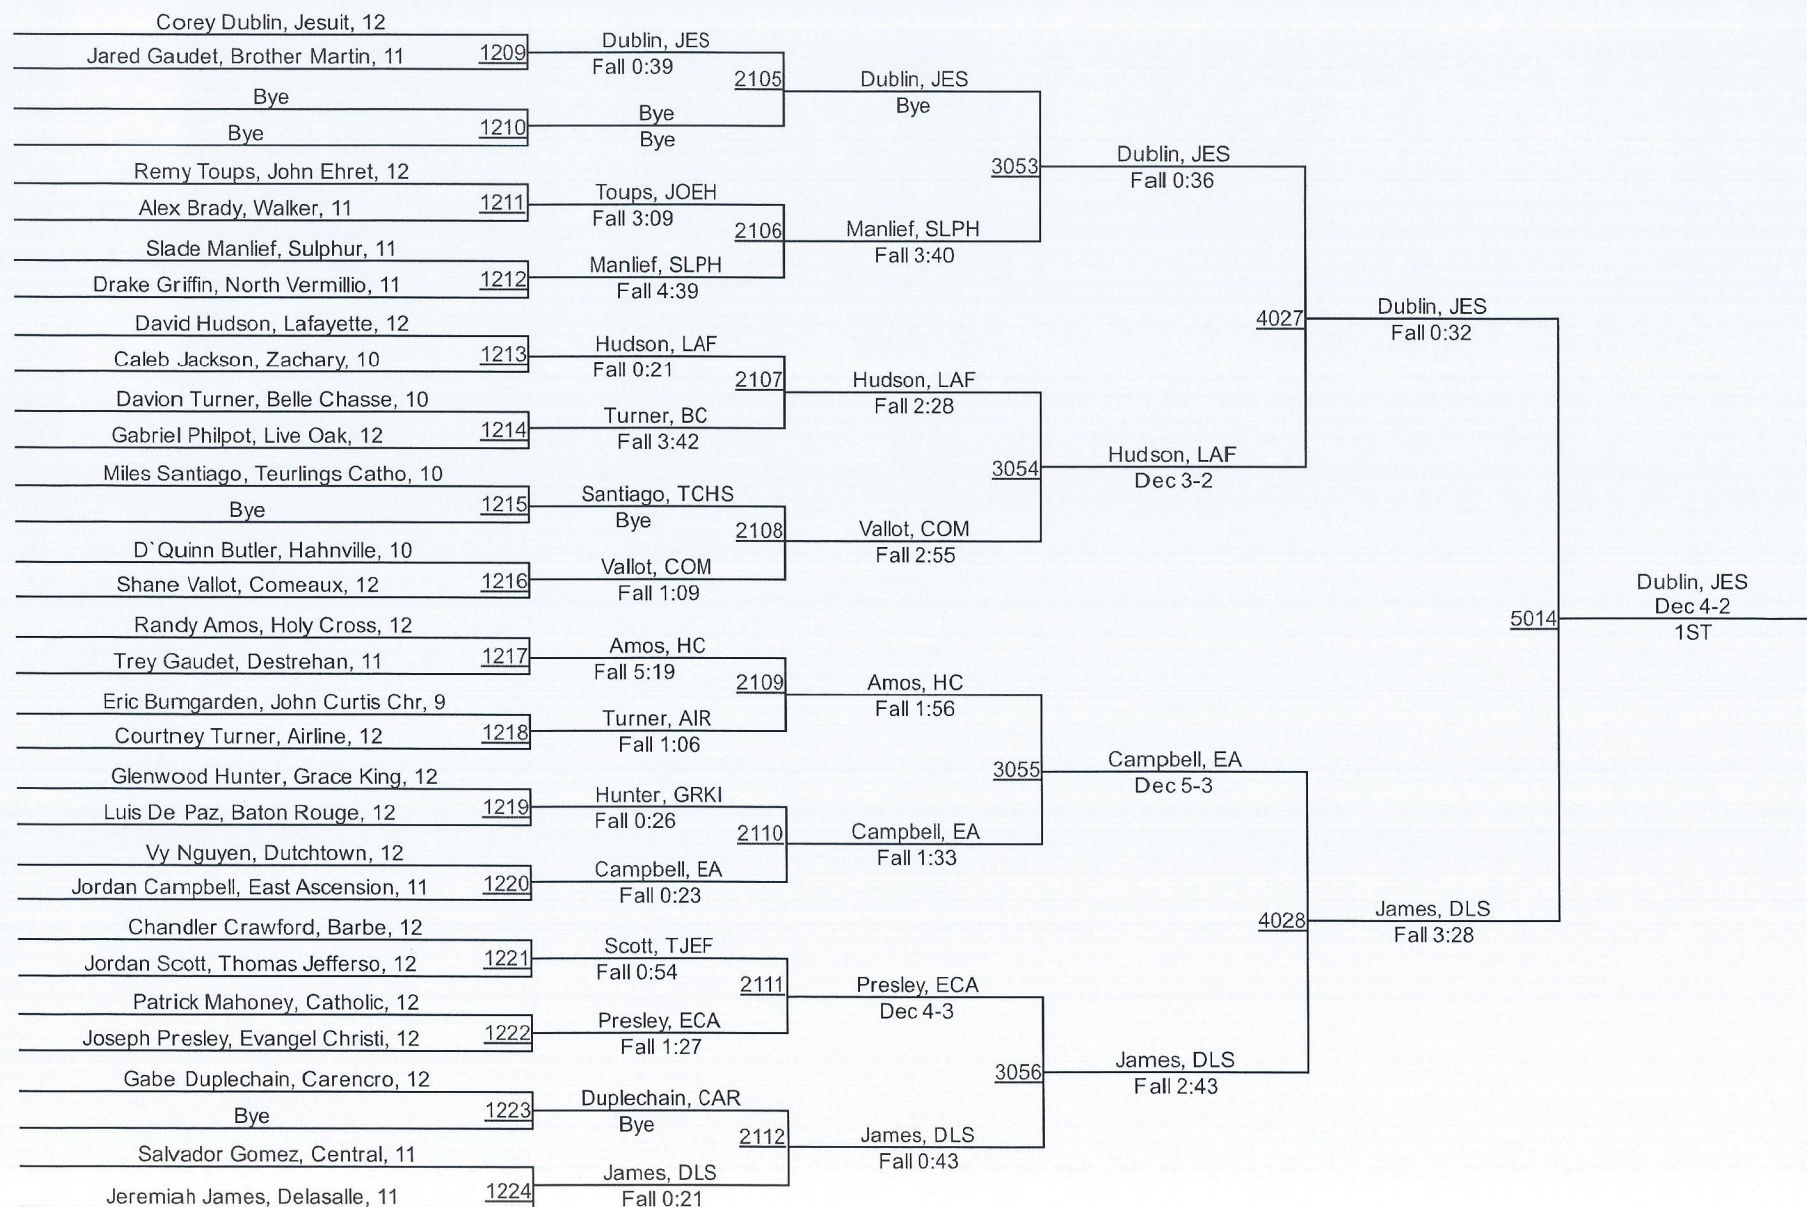 Corey Dublin, Jesuit, 12
Jared Gaudet, Brother Martin, 11
1209
Dublin, JES
Fall 0:39
Bye
Bye
1210
Bye
Bye
2105
Dublin, JES
Bye
Remy Toups, John Ehret, 12
Alex Brady, Walker, 11
1211
Toups, JOEH
Fall 3:09
Slade Manlief, Sulphur, 11
Drake Griffin, North Vermillio, 11
1212
Manlief, SLPH
Fall 4:39
2106
Manlief, SLPH
Fall 3:40
3053
Dublin, JES
Fall 0:36
David Hudson, Lafayette, 12
Caleb Jackson, Zachary, 10
1213
Hudson, LAF
Fall 0:21
Davion Turner, Belle Chasse, 10
Gabriel Philpot, Live Oak, 12
1214
Turner, BC
Fall 3:42
2107
Hudson, LAF
Fall 2:28
Miles Santiago, Teurlings Catho, 10
Bye
1215
Santiago, TCHS
Bye
D`Quinn Butler, Hahnville, 10
Shane Vallot, Comeaux, 12
1216
Vallot, COM
Fall 1:09
2108
Vallot, COM
Fall 2:55
3054
Hudson, LAF
Dec 3-2
4027
Dublin, JES
Fall 0:32
Randy Amos, Holy Cross, 12
Trey Gaudet, Destrehan, 11
1217
Amos, HC
Fall 5:19
Eric Bumgarden, John Curtis Chr, 9
Courtney Turner, Airline, 12
1218
Turner, AIR
Fall 1:06
2109
Amos, HC
Fall 1:56
Glenwood Hunter, Grace King, 12
Luis De Paz, Baton Rouge, 12
1219
Hunter, GRKI
Fall 0:26
Vy Nguyen, Dutchtown, 12
Jordan Campbell, East Ascension, 11
1220
Campbell, EA
Fall 0:23
2110
Campbell, EA
Fall 1:33
3055
Campbell, EA
Dec 5-3
Chandler Crawford, Barbe, 12
Jordan Scott, Thomas Jefferso, 12
1221
Scott, TJEF
Fall 0:54
Patrick Mahoney, Catholic, 12
Joseph Presley, Evangel Christi, 12
1222
Presley, ECA
Fall 1:27
2111
Presley, ECA
Dec 4-3
Gabe Duplechain, Carencro, 12
Bye
1223
Duplechain, CAR
Bye
Salvador Gomez, Central, 11
Jeremiah James, Delasalle, 11
1224
James, DLS
Fall 0:21
2112
James, DLS
Fall 0:43
3056
James, DLS
Fall 2:43
4028
James, DLS
Fall 3:28
5014
Dublin, JES
Dec 4-2
1ST